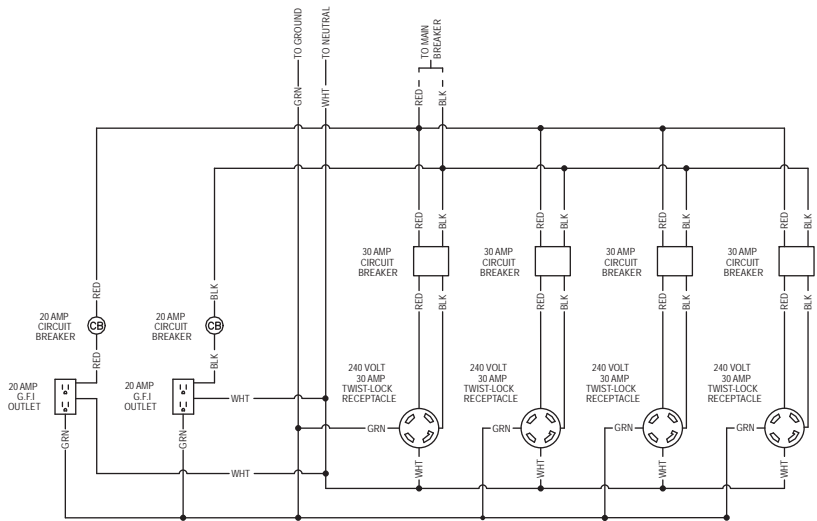 TO GROUND
TO NEUTRAL
TO MAIN
BREAKER
GRN
WHT
RED
BLK
RED
BLK
RED
BLK
RED
BLK
RED
BLK
30 AMP
CIRCUIT
BREAKER
30 AMP
CIRCUIT
BREAKER
30 AMP
CIRCUIT
BREAKER
30 AMP
CIRCUIT
BREAKER
RED
BLK
RED
BLK
RED
BLK
RED
BLK
RED
BLK
20 AMP
CIRCUIT
BREAKER
CB
20 AMP
CIRCUIT
BREAKER
CB
RED
BLK
20 AMP
G.F.I
OUTLET
20 AMP
G.F.I
OUTLET
240 VOLT
30 AMP
TWIST-LOCK
RECEPTACLE
240 VOLT
30 AMP
TWIST-LOCK
RECEPTACLE
240 VOLT
30 AMP
TWIST-LOCK
RECEPTACLE
240 VOLT
30 AMP
TWIST-LOCK
RECEPTACLE
WHT
GRN
GRN
GRN
GRN
GRN
GRN
WHT
WHT
WHT
WHT
WHT